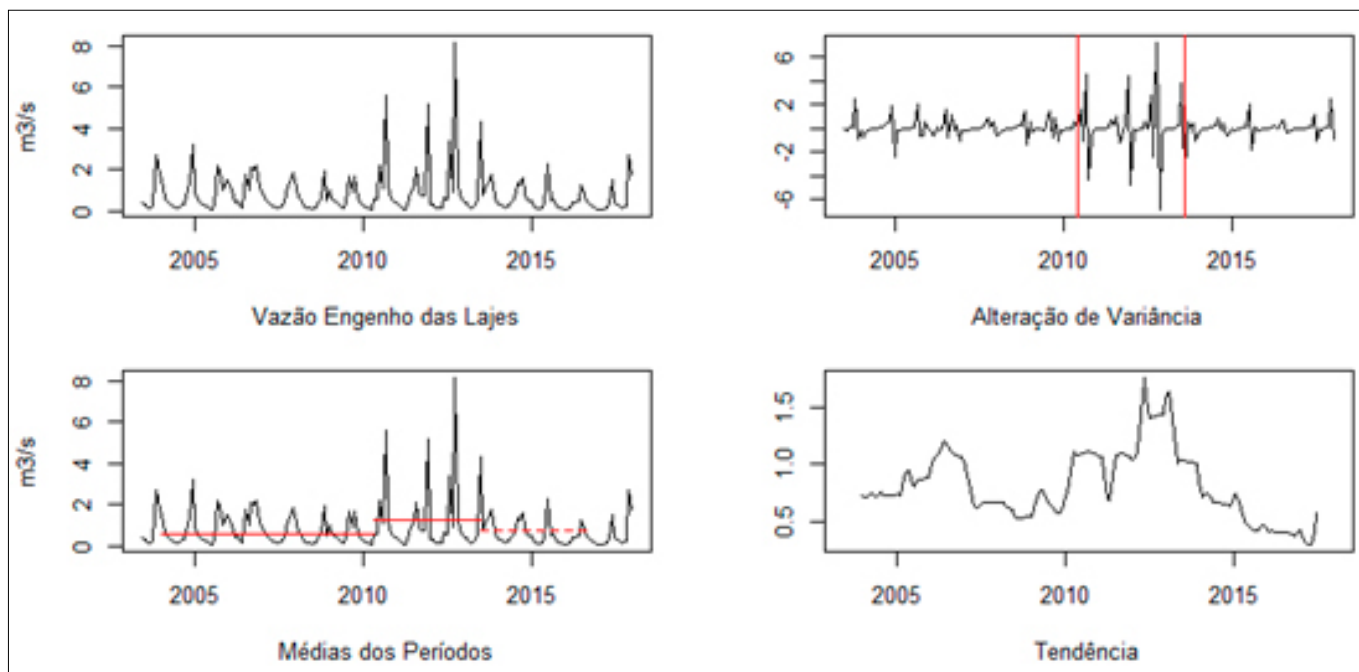 m3/s
8
6
4
2
0
2005 2010 2015
Vazão Engenho das Lajes
6
2
-2
-6
2005 2010 2015
Alteração de Variância
m3/s
8
6
4
2
0
2005 2010 2015
Médias dos Períodos
1.5
1.0
0.5
2005 2010 2015
Tendência